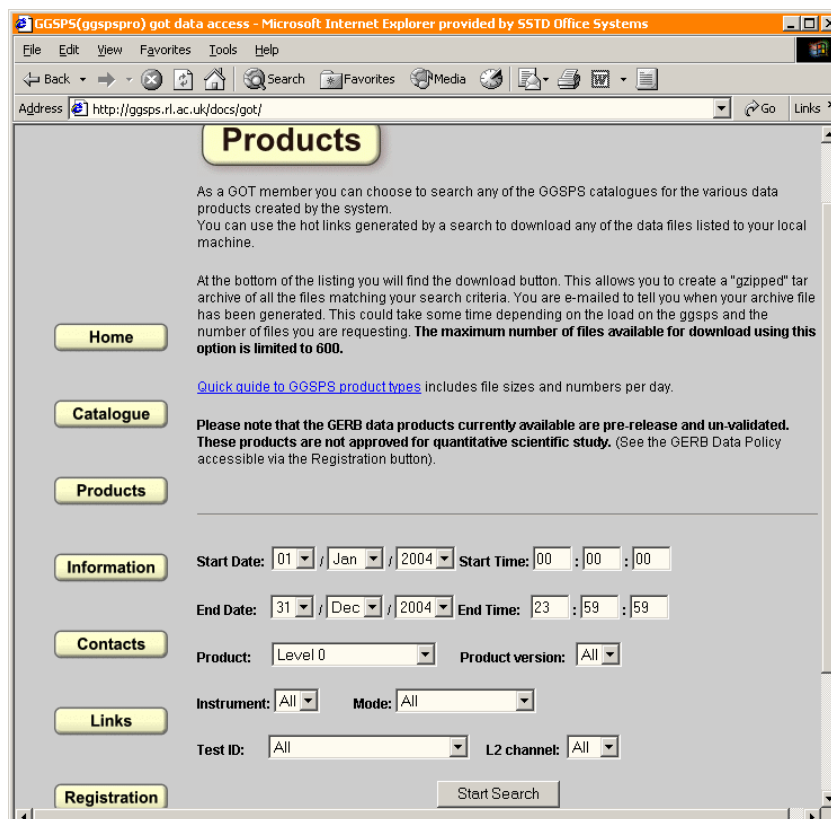 GGSPS(ggspspro) got data access - Microsoft Internet Explorer provided by SSTD Office Systems
File Edit View Favorites Tools Help
Back Search Favorites Media
Address http://ggsps.rl.ac.uk/docs/got/ Go Links
Products
As a GOT member you can choose to search any of the GGSPS catalogues for the various data
products created by the system.
You can use the hot links generated by a search to download any of the data files listed to your local
machine.
At the bottom of the listing you will find the download button. This allows you to create a "gzipped" tar
archive of all the files matching your search criteria. You are e-mailed to tell you when your archive file
has been generated. This could take some time depending on the load on the ggsps and the
number of files you are requesting. The maximum number of files available for download using this
option is limited to 600.
Quick guide to GGSPS product types includes file sizes and numbers per day.
Please note that the GERB data products currently available are pre-release and un-validated.
These products are not approved for quantitative scientific study. (See the GERB Data Policy
accessible via the Registration button).
Home
Catalogue
Products
Information
Contacts
Links
Registration
Start Date: 01 / Jan / 2004 Start Time: 00 : 00 : 00
End Date: 31 / Dec / 2004 End Time: 23 : 59 : 59
Product: Level 0 Product version: All
Instrument: All Mode: All
Test ID: All L2 channel: All
Start Search